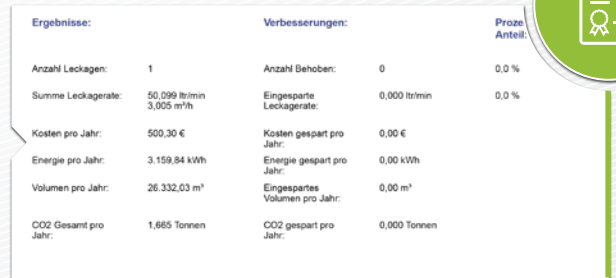 Ergebnisse: Verbesserungen:
Anteil:
Anzahl Leckagen: 1 Anzahl Behoben: 0 0,0 %
Summe Leckagerate: 50,099 ltr/min Eingesparte 0,000 ltr/min 0,0 %
3,005 m³/h Leckagerate:
Kosten pro Jahr: 500,30 € Kosten gespart pro 0,00 €
Jahr:
Energie pro Jahr: 3.159,84 kWh Energie gespart pro 0,00 kWh
Jahr:
Volumen pro Jahr: 26.332,03 m³ Eingespartes 0,00 m³
Volumen pro Jahr:
CO2 Gesamt pro 1,665 Tonnen CO2 gespart pro 0,000 Tonnen
Jahr: Jahr: